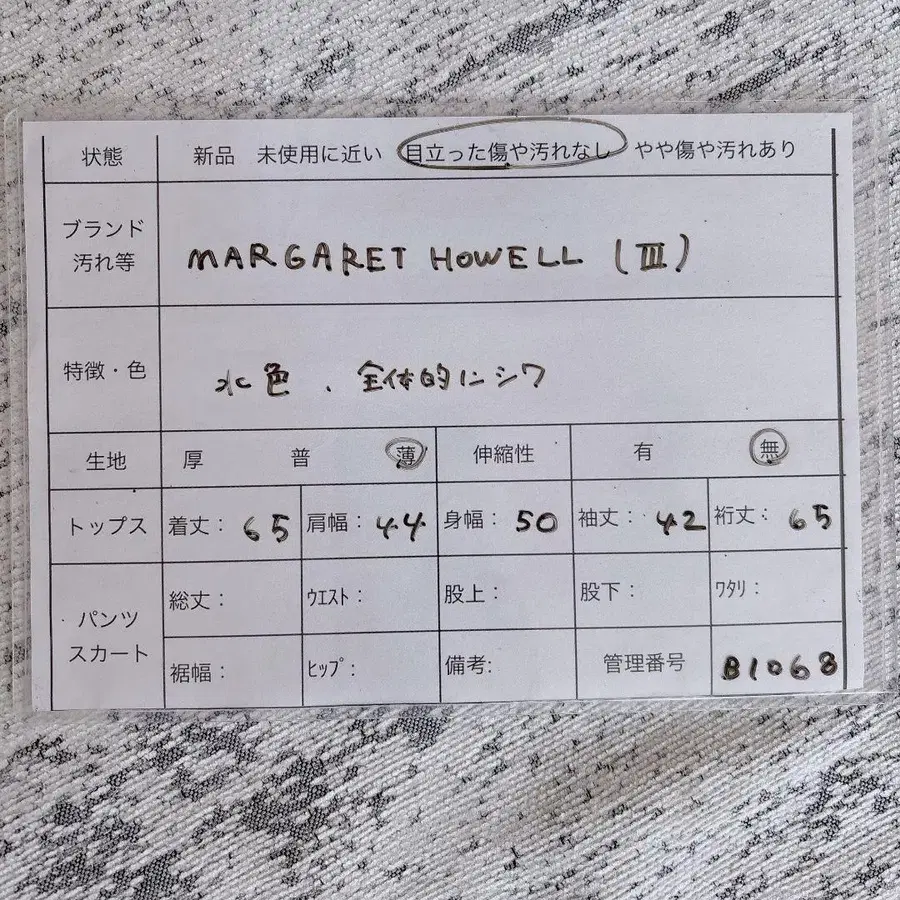 状態 新品 未使用に近い 目立った傷や汚れなし やや傷や汚れあり
ブランド
汚れ等
MARGARET HOWELL (III)
特徴・色 水色、全体的にシワ
生地 厚 普 薄 伸縮性 有 無
トップス 着丈: 65 肩幅: 44 身幅: 50 袖丈: 42 裄丈: 65
パンツ
スカート
総丈: ｳｴｽﾄ: 股上: 股下: ﾜﾀﾘ:
裾幅: ﾋｯﾌﾟ: 備考: 管理番号 B1068